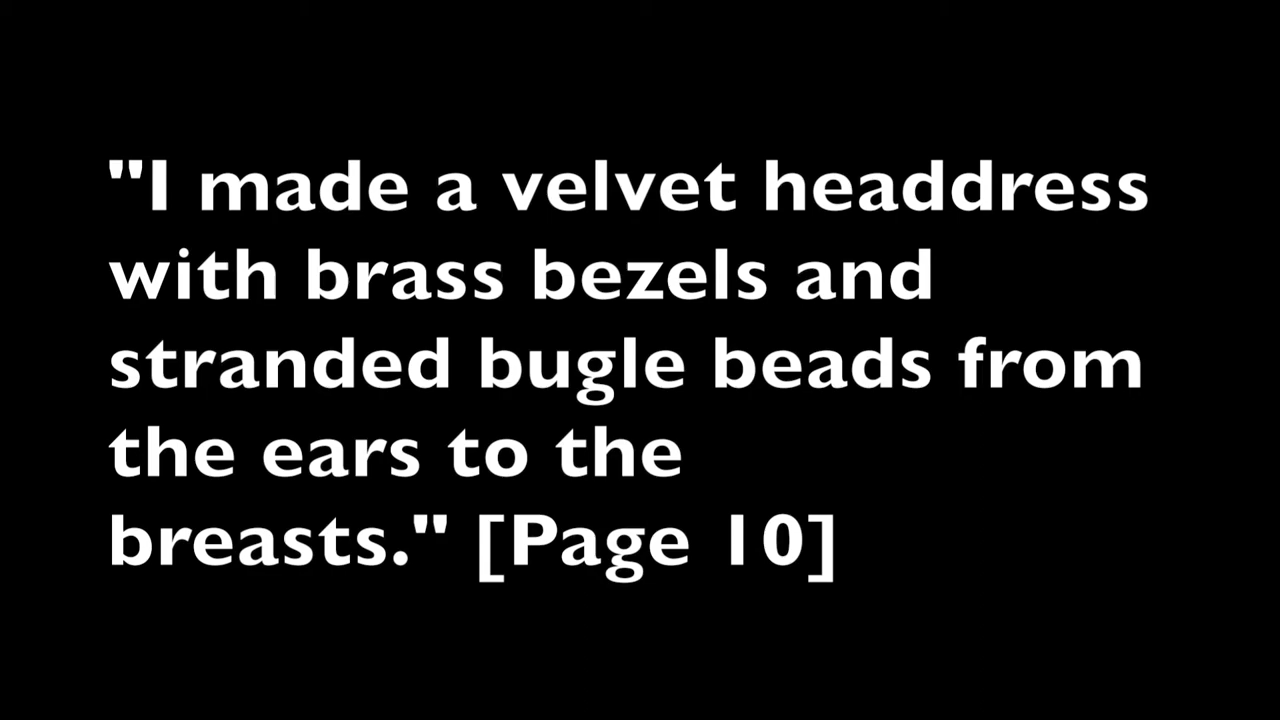 "I made a velvet headdress
with brass bezels and
stranded bugle beads from
the ears to the
breasts." [Page 10]